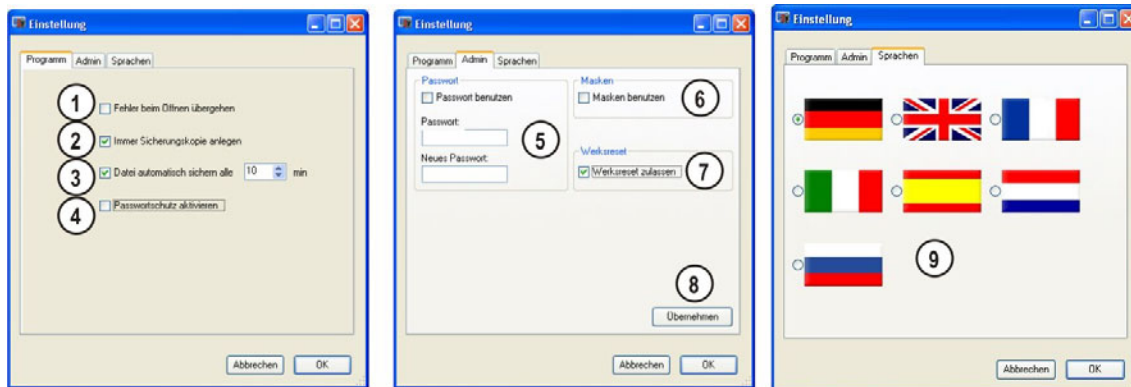 Einstellung
Programm Admin Sprachen
1 Fehler beim Öffnen übergehen
2 Immer Sicherungskopie anlegen
3 Datei automatisch sichern alle 10 min
4 Passwortschutz aktivieren
Abbrechen OK
Einstellung
Programm Admin Sprachen
Passwort
Passwort benutzen
Passwort:
5
Neues Passwort:
Masken
Masken benutzen 6
Werksreset
Werksreset zulassen 7
8
Übernehmen
Abbrechen OK
Einstellung
Programm Admin Sprachen
9
Abbrechen OK